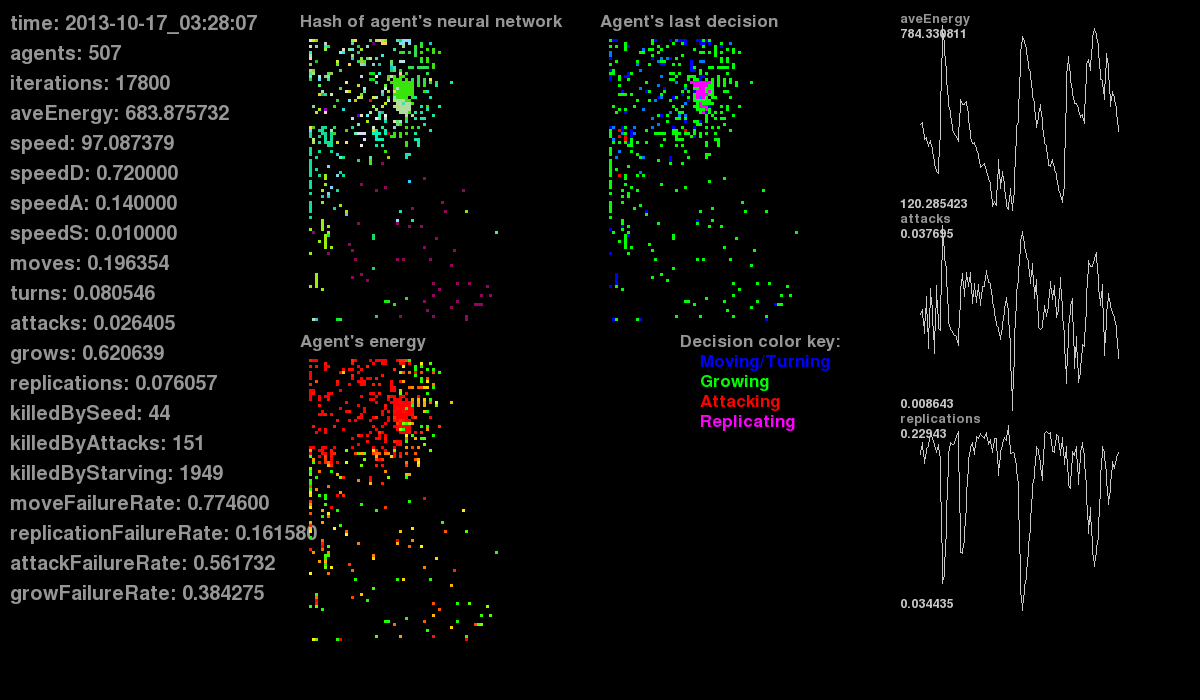 time: 2013-10-17_03:28:07
agents: 507
iterations: 17800
aveEnergy: 683.875732
speed: 97.087379
speedD: 0.720000
speedA: 0.140000
speedS: 0.010000
moves: 0.196354
turns: 0.080546
attacks: 0.026405
grows: 0.620639
replications: 0.076057
killedBySeed: 44
killedByAttacks: 151
killedByStarving: 1949
moveFailureRate: 0.774600
replicationFailureRate: 0.161580
attackFailureRate: 0.561732
growFailureRate: 0.384275
Hash of agent's neural network
Agent's last decision
Agent's energy
Decision color key:
Moving/Turning
Growing
Attacking
Replicating
aveEnergy
784.330811
120.285423
attacks
0.037695
0.008643
replications
0.22943
0.034435